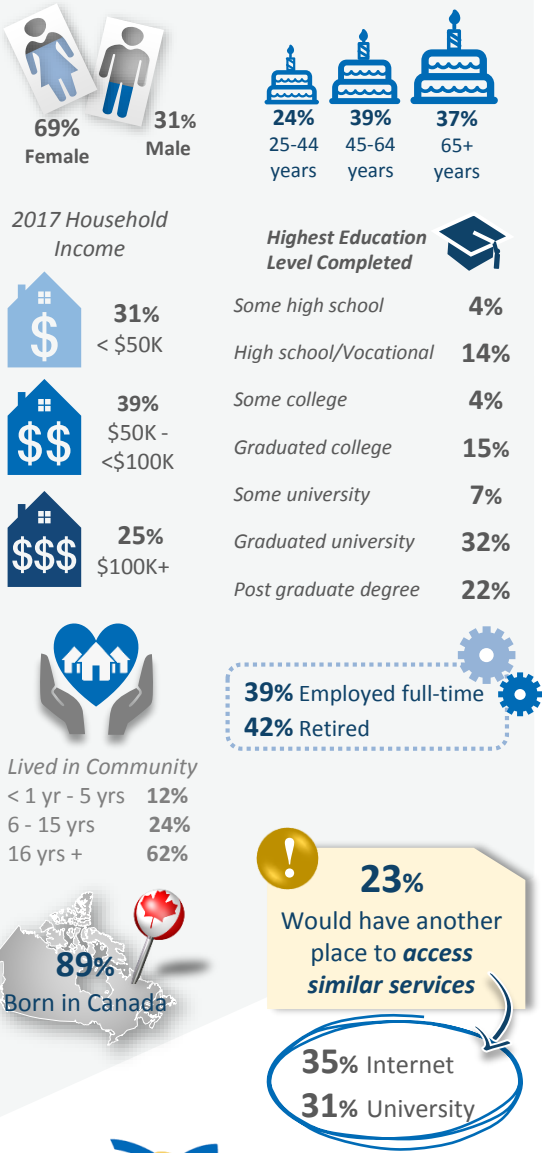 69%
Female
31%
Male
24%
25-44
years
39%
45-64
years
37%
65+
years
2017 Household
Income
$
31%
< $50K
$$
39%
$50K -
<$100K
$$$
25%
$100K+
Highest Education
Level Completed
Some high school 4%
High school/Vocational 14%
Some college 4%
Graduated college 15%
Some university 7%
Graduated university 32%
Post graduate degree 22%
39% Employed full-time
42% Retired
Lived in Community
< 1 yr - 5 yrs 12%
6 - 15 yrs 24%
16 yrs + 62%
89%
Born in Canada
!
23%
Would have another
place to access
similar services
35% Internet
31% University